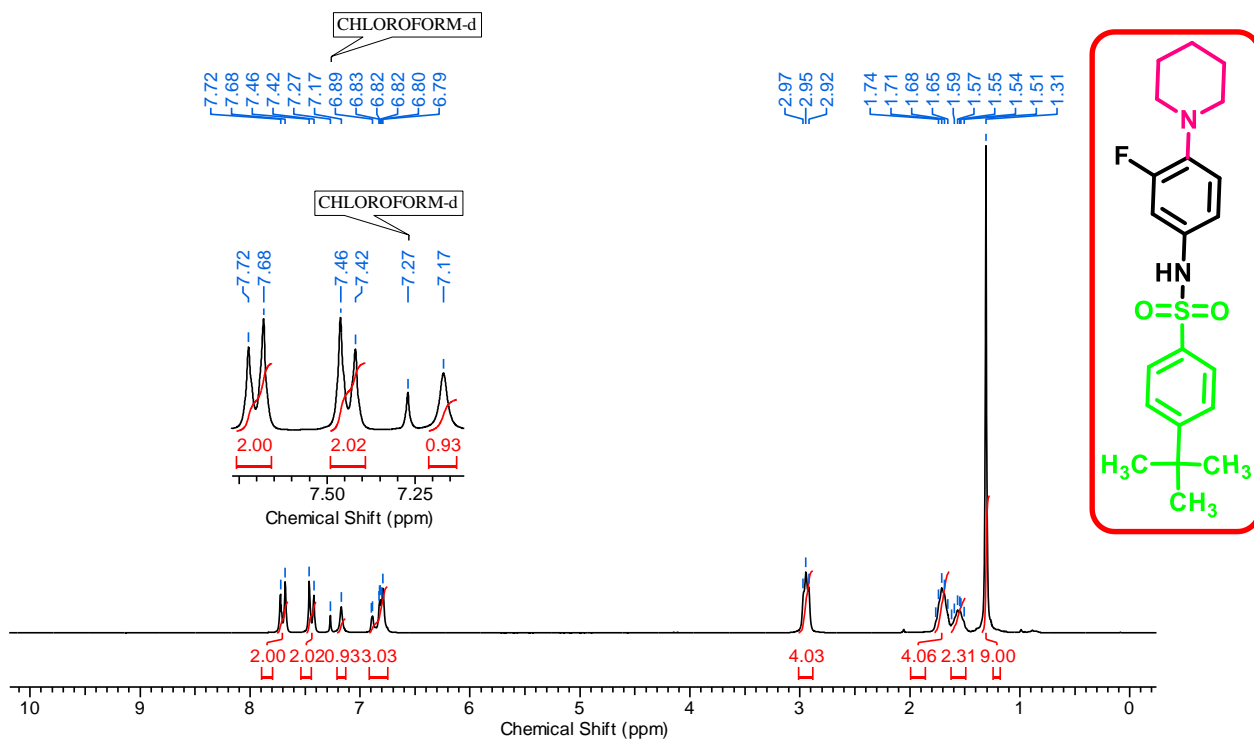 CHLOROFORM-d
7.72
7.68
7.46
7.42
7.27
7.17
6.89
6.83
6.82
6.82
6.80
6.79
2.97
2.95
2.92
1.74
1.71
1.68
1.65
1.59
1.57
1.55
1.54
1.51
1.31
CHLOROFORM-d
7.72
7.68
7.46
7.42
7.27
7.17
2.00 2.02 0.93
7.50 7.25
Chemical Shift (ppm)
N
F
HN
O=S=O
H3C CH3
CH3
2.00 2.02 0.93 3.03 4.03 4.06 2.31 9.00
10 9 8 7 6 5 4 3 2 1 0
Chemical Shift (ppm)